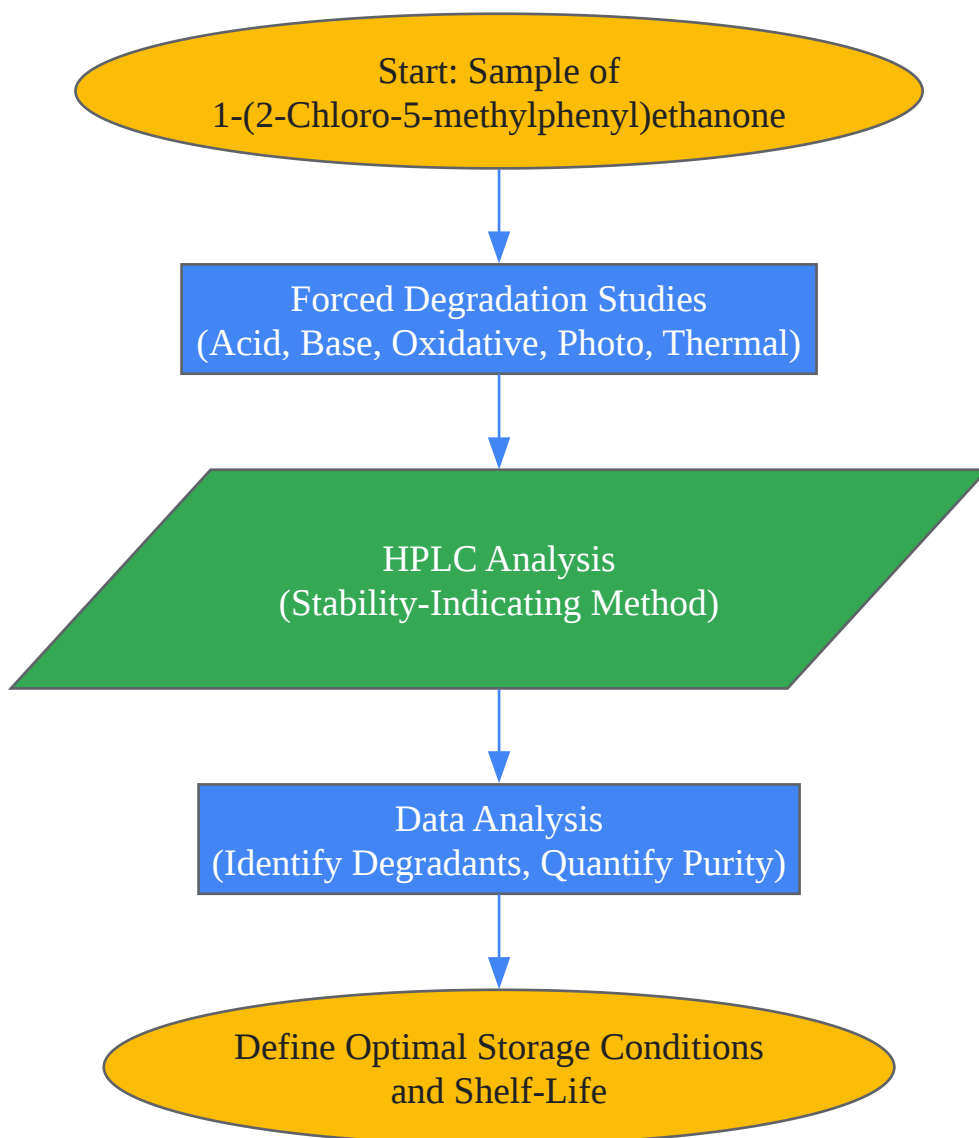 Start: Sample of
1-(2-Chloro-5-methylphenyl)ethanone
Forced Degradation Studies
(Acid, Base, Oxidative, Photo, Thermal)
HPLC Analysis
(Stability-Indicating Method)
Data Analysis
(Identify Degradants, Quantify Purity)
Define Optimal Storage Conditions
and Shelf-Life